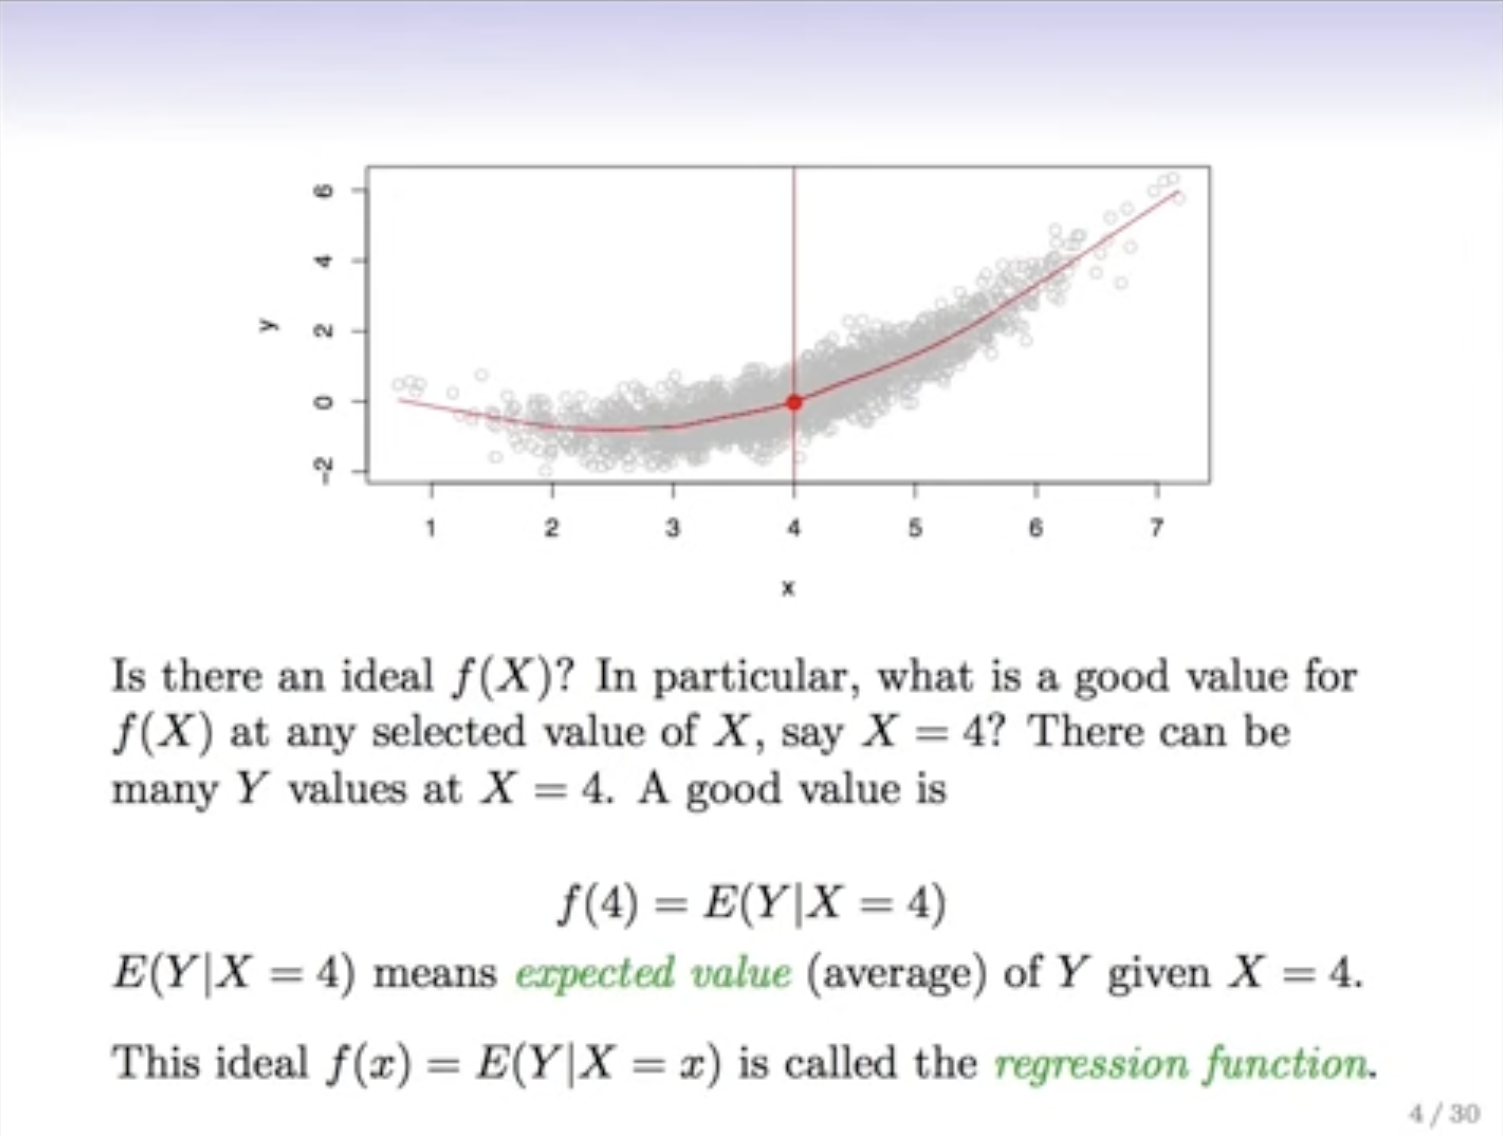 6
4
2
0
-2
y
1 2 3 4 5 6 7
x
Is there an ideal f(X)? In particular, what is a good value for
f(X) at any selected value of X, say X = 4? There can be
many Y values at X = 4. A good value is
f(4) = E(Y|X = 4)
E(Y|X = 4) means expected value (average) of Y given X = 4.
This ideal f(x) = E(Y|X = x) is called the regression function.
4 / 30